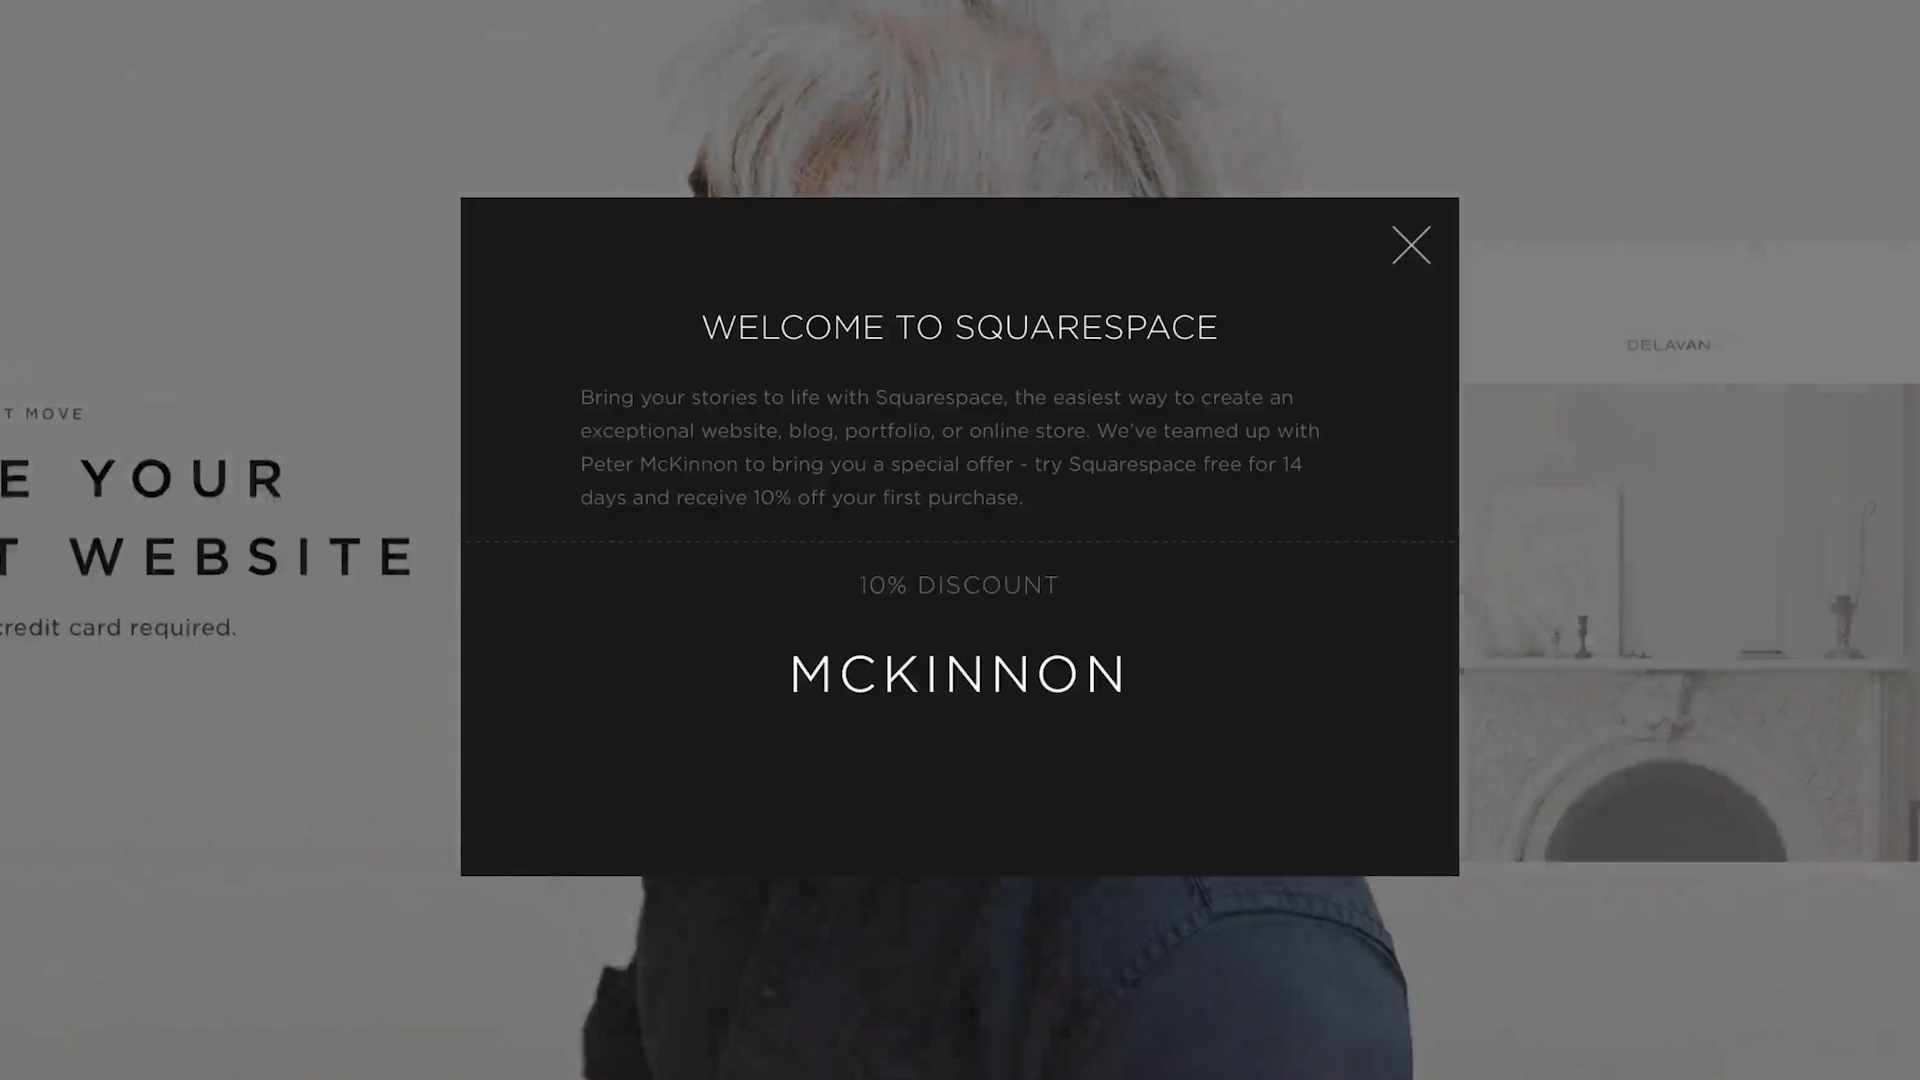 WELCOME TO SQUARESPACE
Bring your stories to life with Squarespace, the easiest way to create an
exceptional website, blog, portfolio, or online store. We've teamed up with
Peter McKinnon to bring you a special offer - try Squarespace free for 14
days and receive 10% off your first purchase.
10% DISCOUNT
MCKINNON
T MOVE
E YOUR
T WEBSITE
credit card required.
DELAVAN